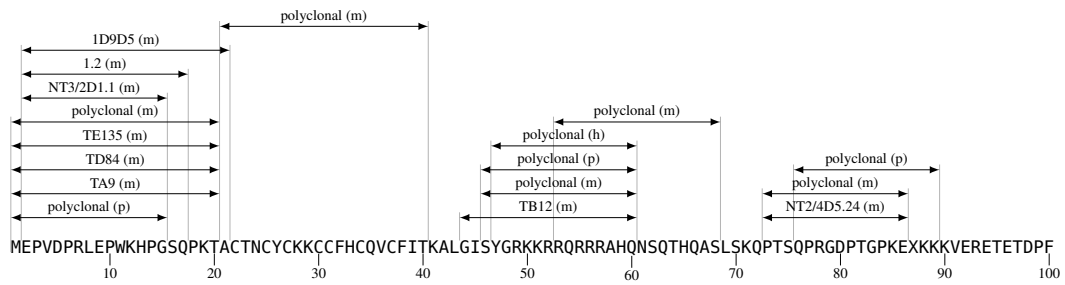 polyclonal (m)
1D9D5 (m)
1.2 (m)
NT3/2D1.1 (m)
polyclonal (m) polyclonal (m)
TE135 (m) polyclonal (h)
TD84 (m) polyclonal (p) polyclonal (p)
TA9 (m) polyclonal (m) polyclonal (m)
polyclonal (p) TB12 (m) NT2/4D5.24 (m)
MEPVDPRLEPWKHPGSQPKTACTNCYCKKCCFHCQVCFITKALGISYGRKKRRQRRRAHQNSQTHQASLSKQPTSQPRGDPTGPKEXKKKVERETETDPF
10 20 30 40 50 60 70 80 90 100